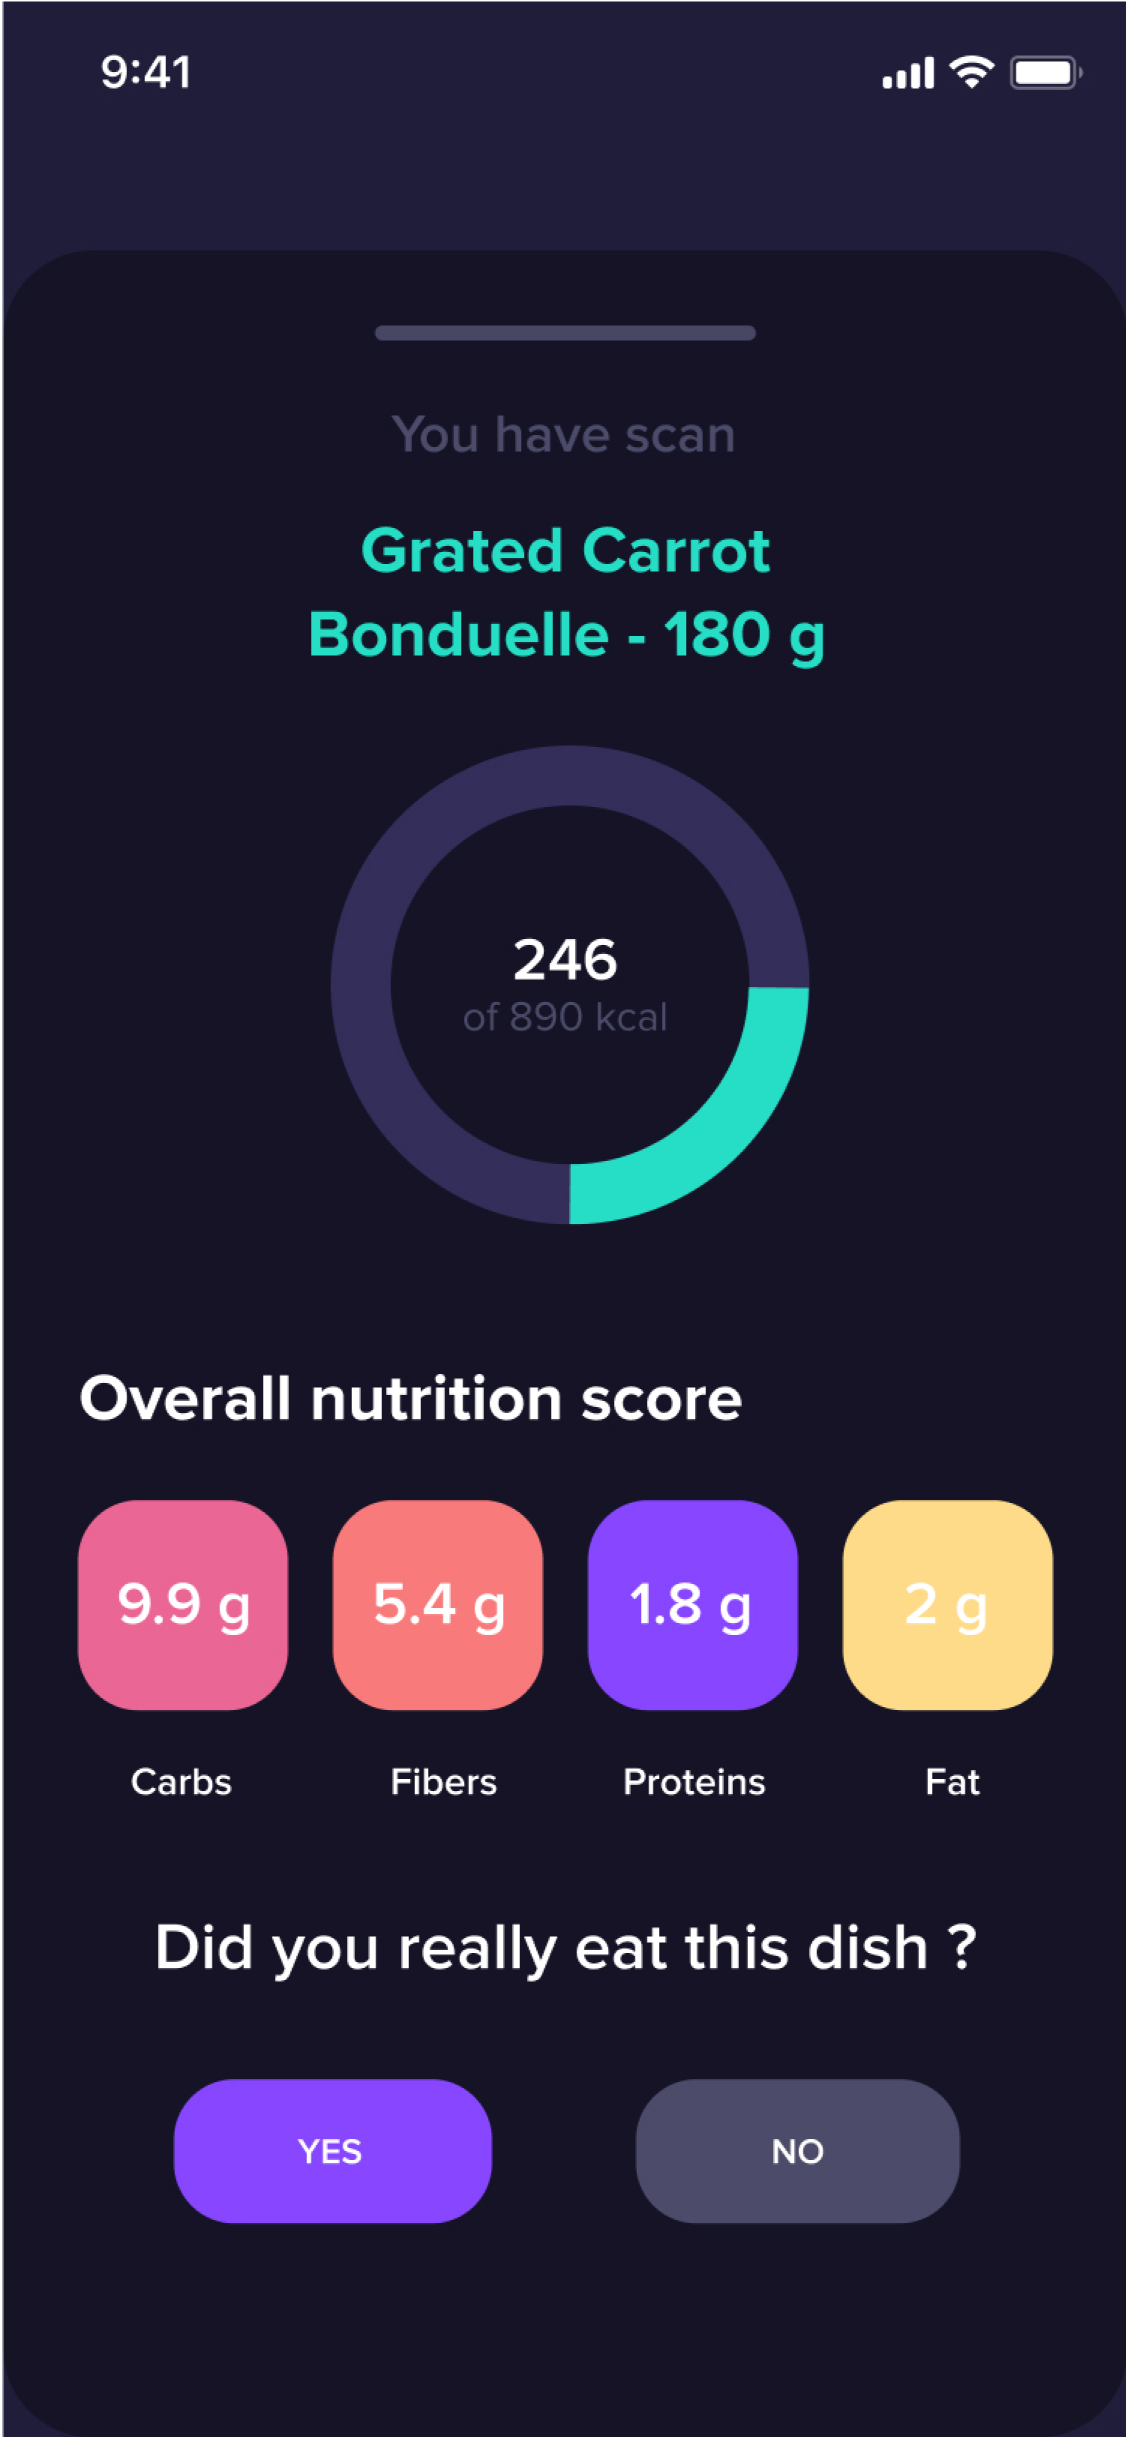 9:41
You have scan
Grated Carrot
Bonduelle - 180 g
246
of 890 kcal
Overall nutrition score
9.9 g 5.4 g 1.8 g 2 g
Carbs Fibers Proteins Fat
Did you really eat this dish ?
YES NO